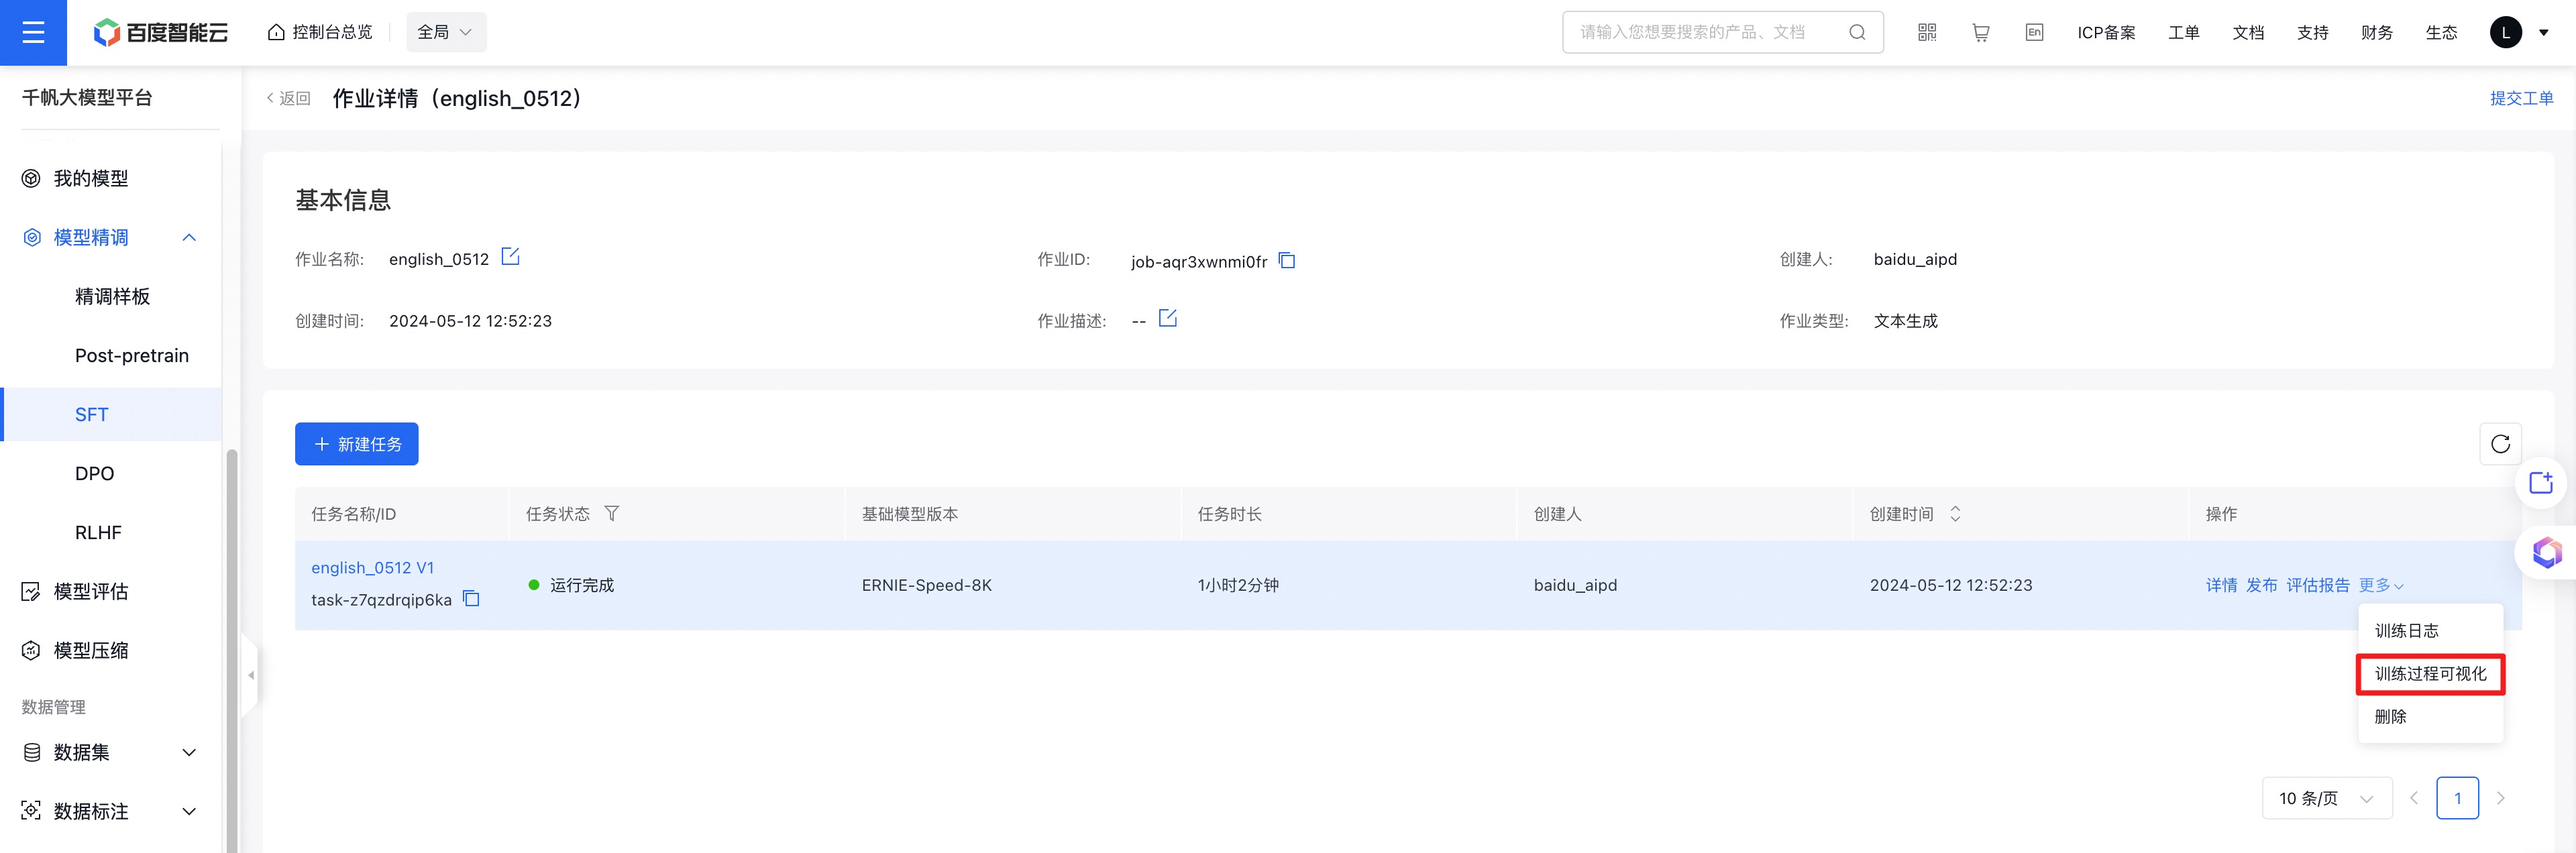 百度智能云
控制台总览
全局
请输入您想要搜索的产品、文档
En
ICP备案
工单
文档
支持
财务
生态
L
千帆大模型平台
返回
作业详情（english_0512）
提交工单
我的模型
模型精调
精调样板
Post-pretrain
SFT
DPO
RLHF
模型评估
模型压缩
数据管理
数据集
数据标注
基本信息
作业名称: english_0512
作业ID: job-aqr3xwnmi0fr
创建人: baidu_aipd
创建时间: 2024-05-12 12:52:23
作业描述: --
作业类型: 文本生成
新建任务
任务名称/ID 任务状态 基础模型版本 任务时长 创建人 创建时间 操作
english_0512 V1
task-z7qzdrqip6ka
运行完成
ERNIE-Speed-8K
1小时2分钟
baidu_aipd
2024-05-12 12:52:23
详情 发布 评估报告 更多
训练日志
训练过程可视化
删除
10 条/页
1